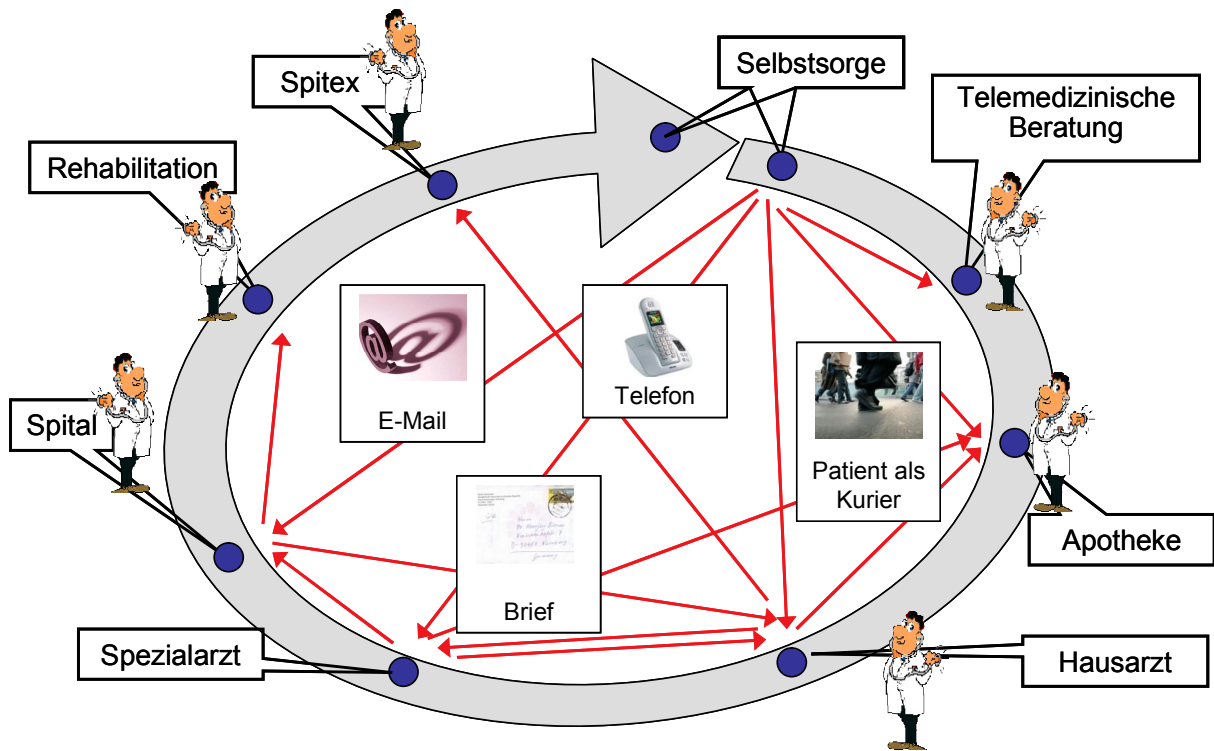 Spitex
Selbstsorge
Telemedizinische
Beratung
Rehabilitation
E-Mail
Telefon
Patient als
Kurier
Spital
Apotheke
Brief
Spezialarzt
Hausarzt